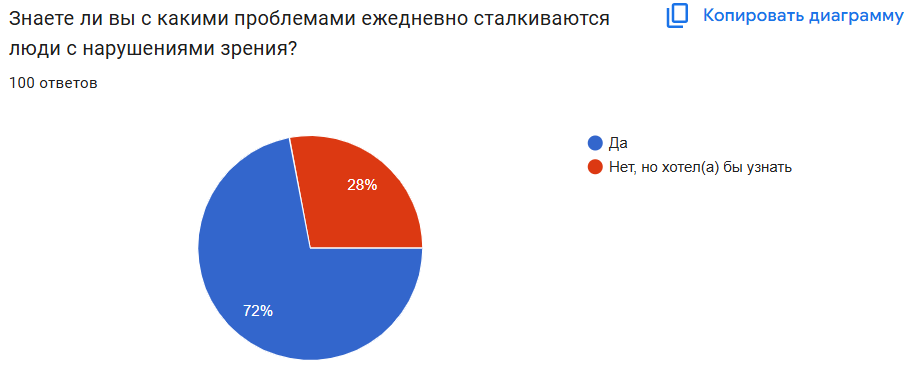 Знаете ли вы с какими проблемами ежедневно сталкиваются
люди с нарушениями зрения?
Копировать диаграмму
100 ответов
Да
Нет, но хотел(а) бы узнать
28%
72%